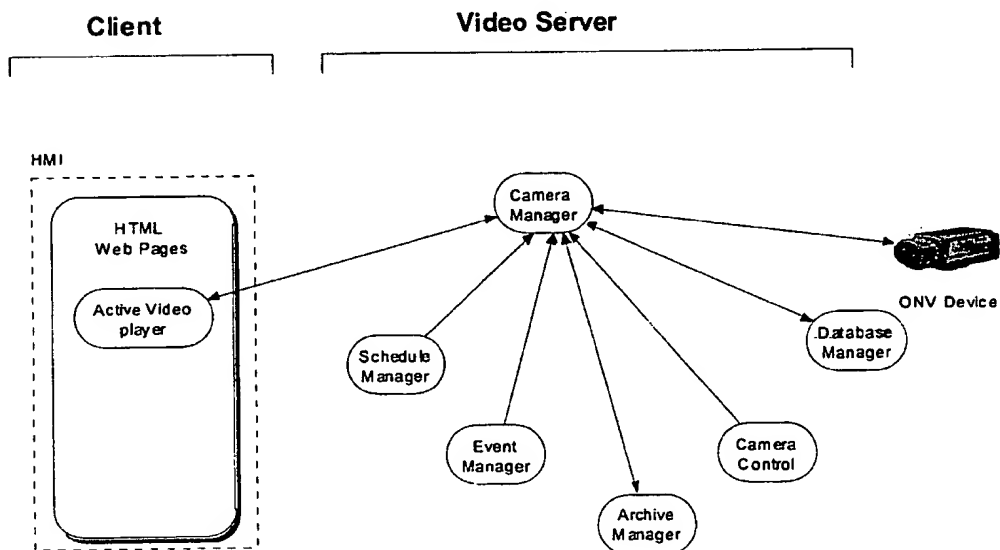 Client
Video Server
HMI
HTML
Web Pages
Active Video
player
Camera
Manager
ONV Device
Database
Manager
Schedule
Manager
Event
Manager
Camera
Control
Archive
Manager